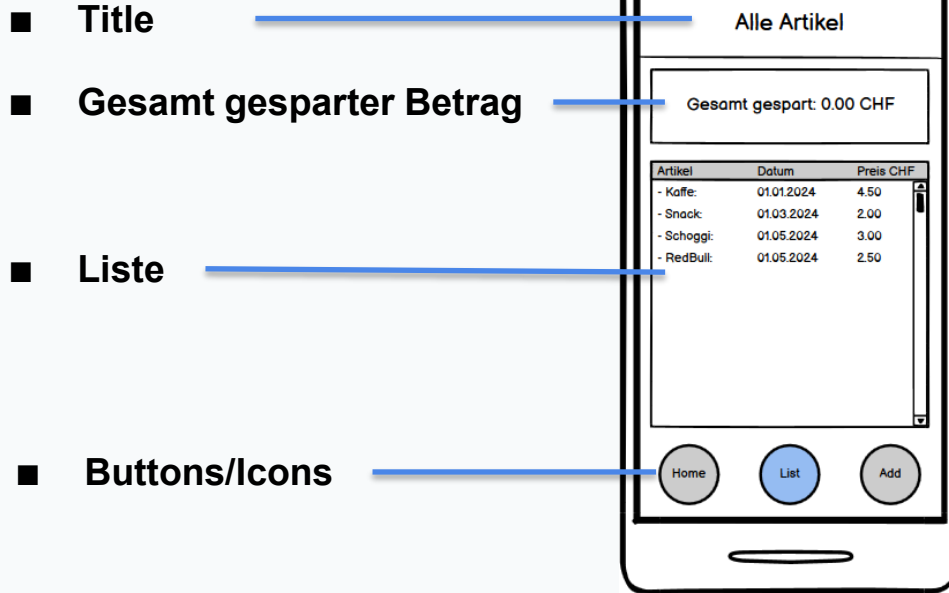 ■ Title
■ Gesamt gesparter Betrag
■ Liste
■ Buttons/Icons
Alle Artikel
Gesamt gespart: 0.00 CHF
Artikel Datum Preis CHF
- Kaffe: 01.01.2024 4.50
- Snack: 01.03.2024 2.00
- Schoggi: 01.05.2024 3.00
- RedBull: 01.05.2024 2.50
Home List Add